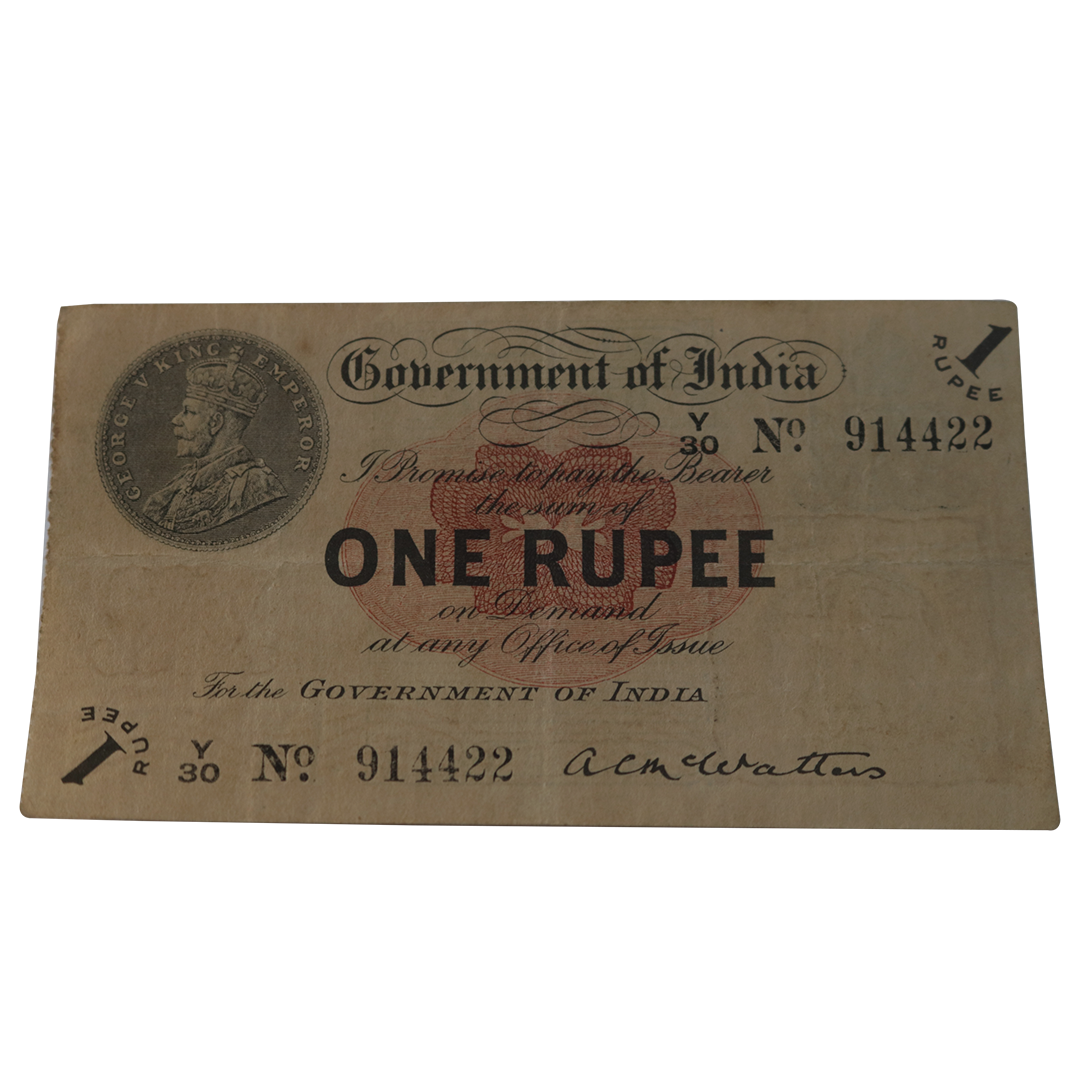 GEORGE V KING EMPEROR
Government of India
1
RUPEE
Y
30 Nº 914422
I Promise to pay the Bearer
the sum of
ONE RUPEE
on Demand
at any Office of Issue
For the GOVERNMENT OF INDIA
1
RUPEE
Y
30 Nº 914422
A C McWatters